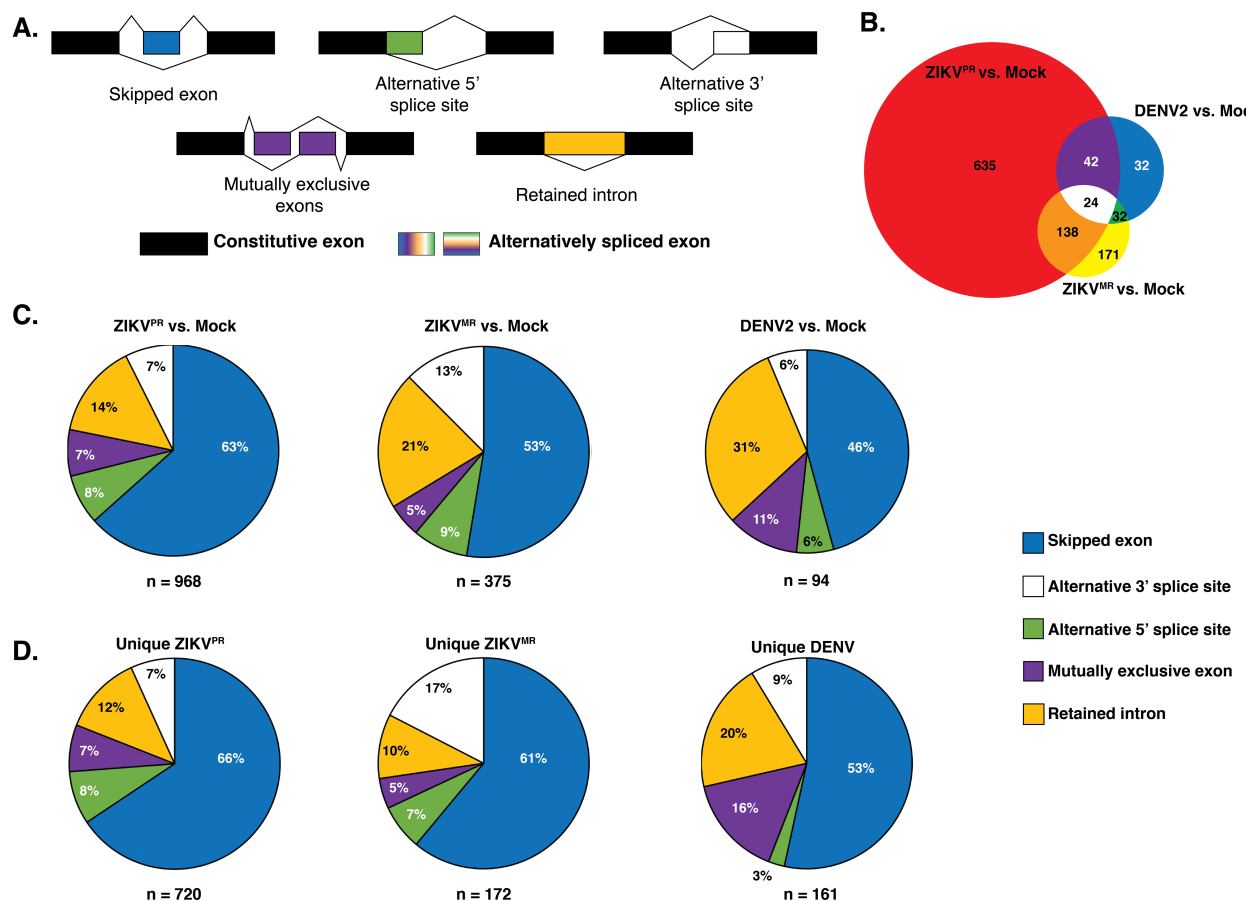 A.
Skipped exon
Alternative 5’
splice site
Alternative 3’
splice site
Mutually exclusive
exons
Retained intron
Constitutive exon
Alternatively spliced exon
B.
ZIKVPR vs. Mock
DENV2 vs. Moc
635
42
32
24
32
138
171
ZIKVMR vs. Mock
C.
ZIKVPR vs. Mock
7%
14%
63%
7%
8%
n = 968
ZIKVMR vs. Mock
13%
21%
53%
5%
9%
n = 375
DENV2 vs. Mock
6%
31%
46%
11%
6%
n = 94
D.
Unique ZIKVPR
7%
12%
66%
7%
8%
n = 720
Unique ZIKVMR
17%
10%
61%
5%
7%
n = 172
Unique DENV
9%
20%
53%
16%
3%
n = 161
Skipped exon
Alternative 3’ splice site
Alternative 5’ splice site
Mutually exclusive exon
Retained intron